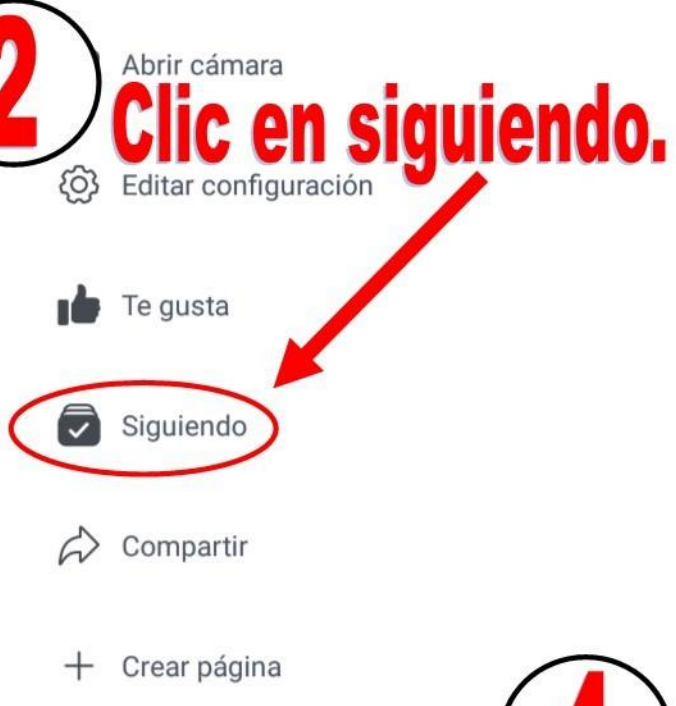 2
Abrir cámara
Clic en siguiendo.
Editar configuración
Te gusta
Siguiendo
Compartir
Crear página